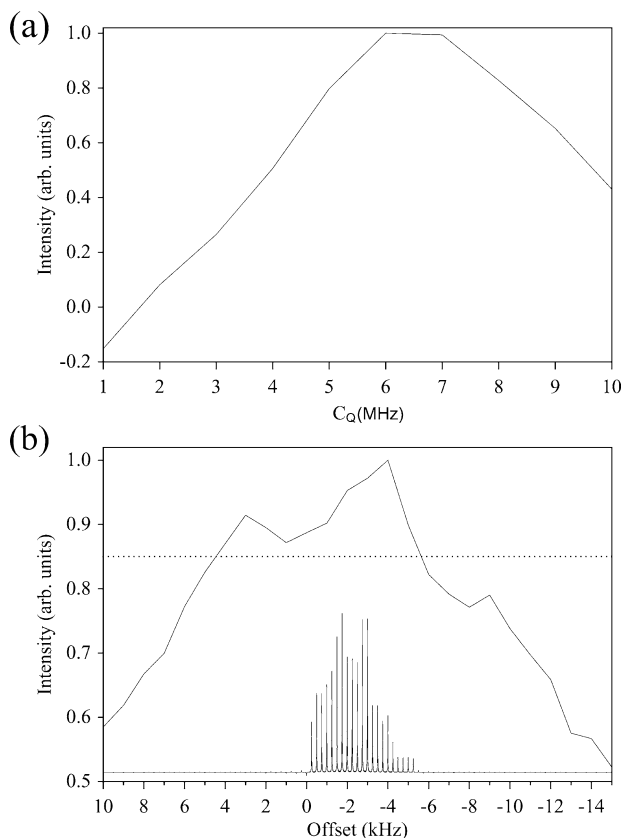 (a)
1.0
0.8
0.6
0.4
0.2
0.0
-0.2
Intensity (arb. units)
1 2 3 4 5 6 7 8 9 10
CQ(MHz)
(b)
1.0
0.9
0.8
0.7
0.6
0.5
Intensity (arb. units)
10 8 6 4 2 0 -2 -4 -6 -8 -10 -12 -14
Offset (kHz)